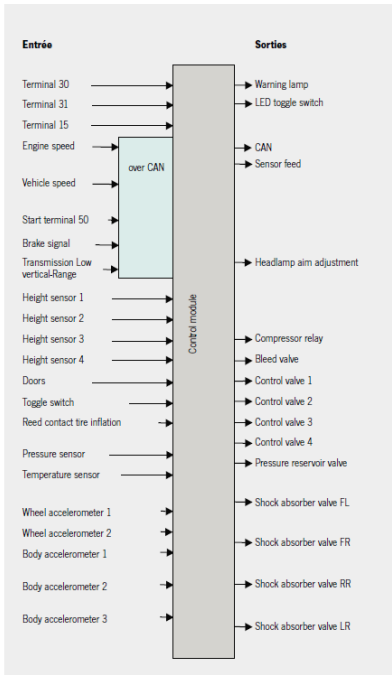 Entrée
Sorties
Terminal 30
Terminal 31
Terminal 15
Engine speed
Vehicle speed
Start terminal 50
Brake signal
Transmission Low
vertical-Range
over CAN
Height sensor 1
Height sensor 2
Height sensor 3
Height sensor 4
Doors
Toggle switch
Reed contact tire inflation
Pressure sensor
Temperature sensor
Wheel accelerometer 1
Wheel accelerometer 2
Body accelerometer 1
Body accelerometer 2
Body accelerometer 3
Control module
Warning lamp
LED toggle switch
CAN
Sensor feed
Headlamp aim adjustment
Compressor relay
Bleed valve
Control valve 1
Control valve 2
Control valve 3
Control valve 4
Pressure reservoir valve
Shock absorber valve FL
Shock absorber valve FR
Shock absorber valve RR
Shock absorber valve LR